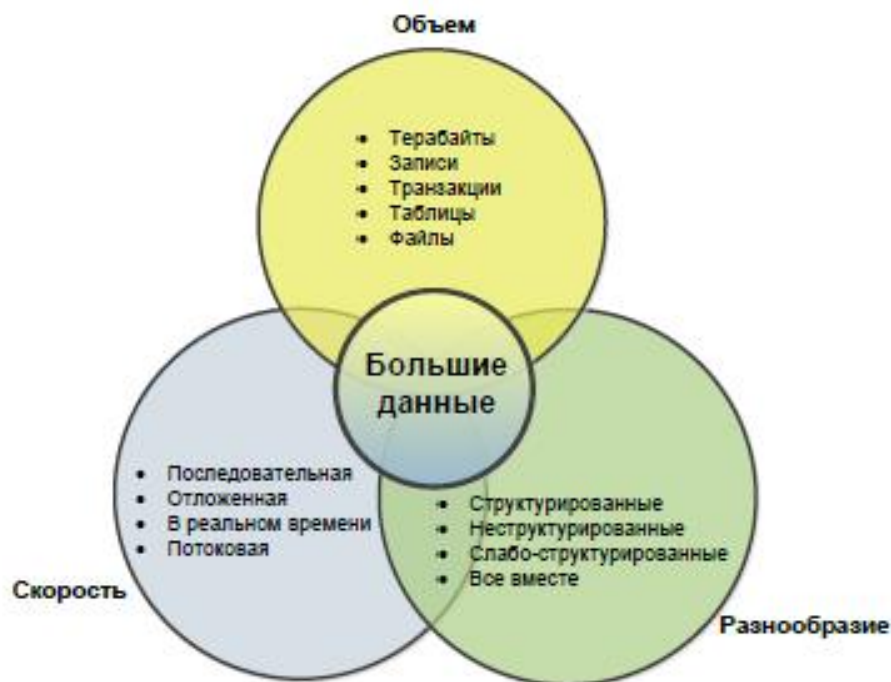 Объем
• Терабайты
• Записи
• Транзакции
• Таблицы
• Файлы
Большие
данные
• Последовательная
• Отложенная
• В реальном времени
• Потоковая
Скорость
• Структурированные
• Неструктурированные
• Слабо-структурированные
• Все вместе
Разнообразие